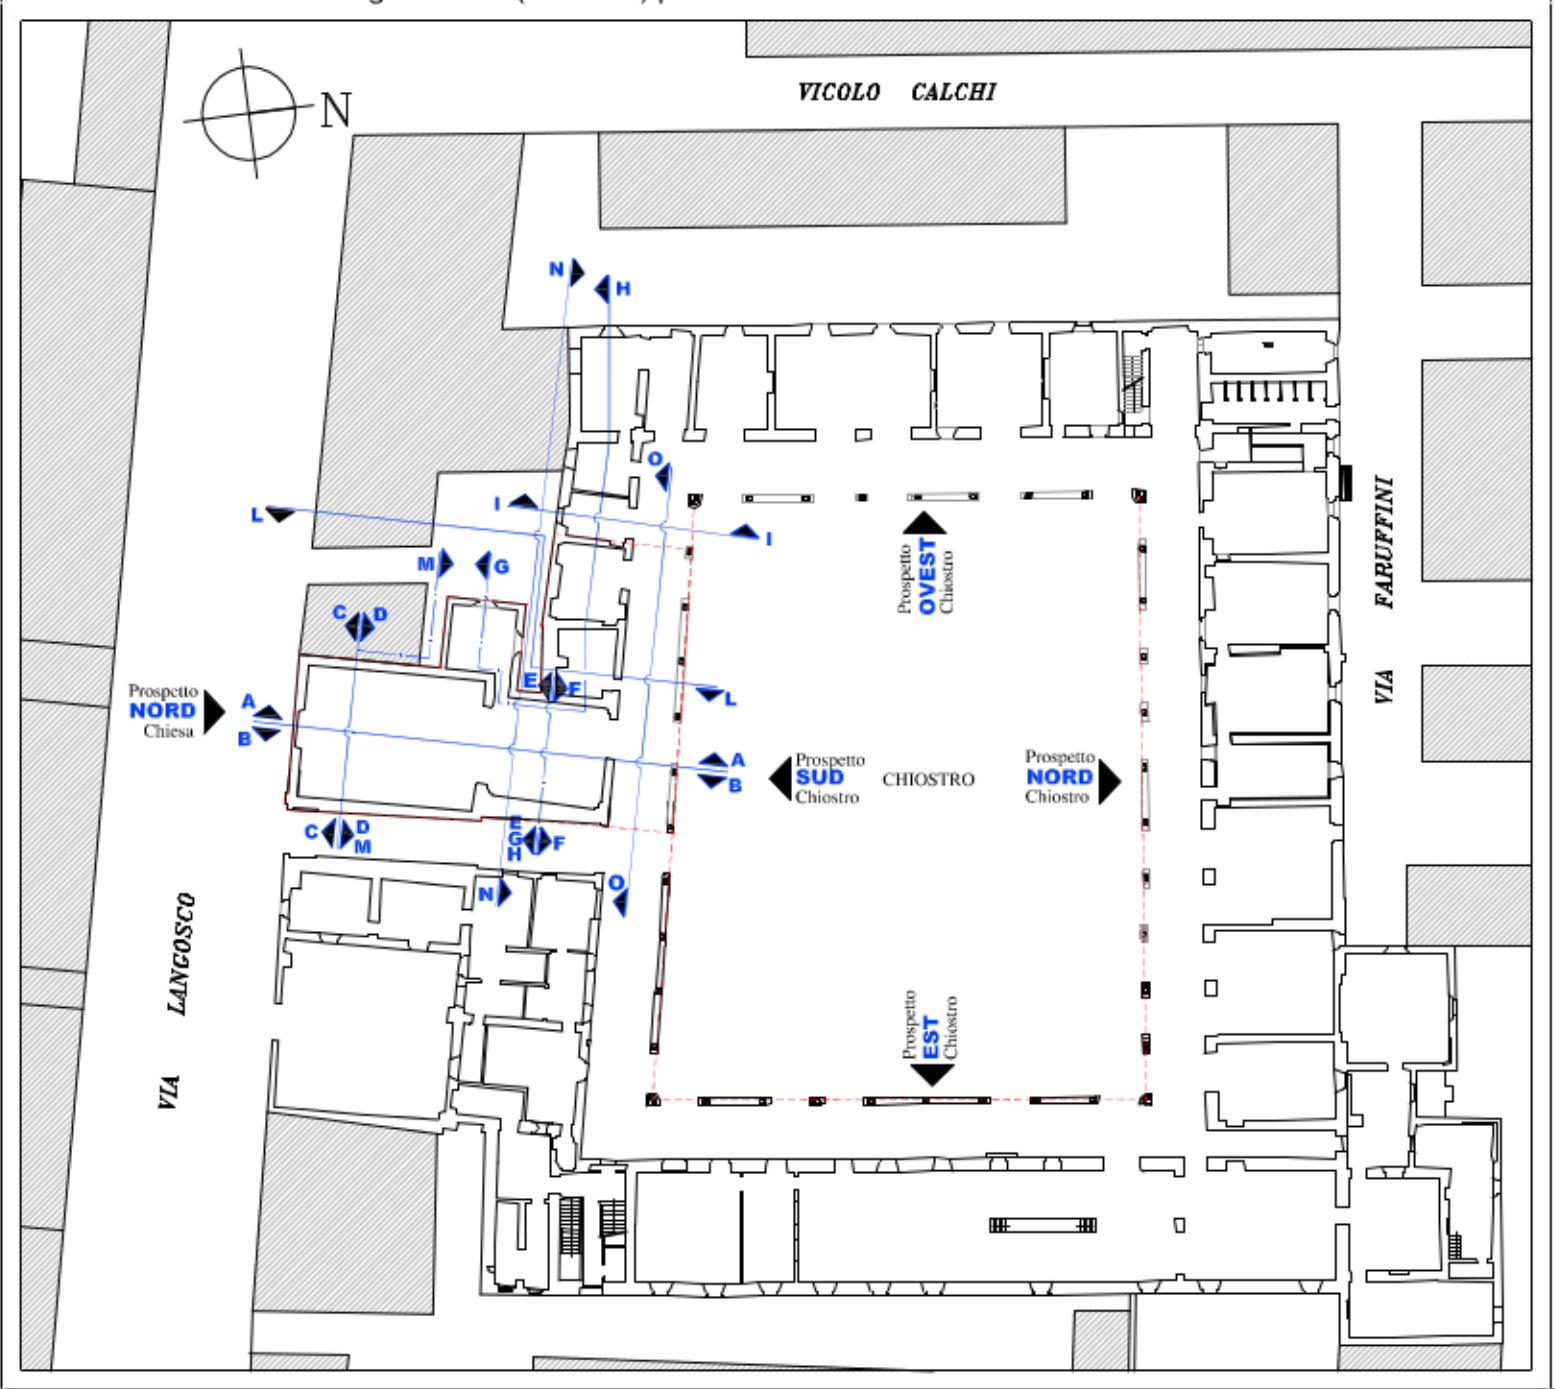 VICOLO CALCHI
N
N
H
O
L
I
I
M
G
C D
E F
L
Prospetto
NORD
Chiesa
A
B
A
B
Prospetto
OVEST
Chiostro
VIA FARUFFINI
Prospetto
SUD
Chiostro
CHIOSTRO
Prospetto
NORD
Chiostro
C D
M
E
G
H
F
N
O
VIA LANGOSCO
Prospetto
EST
Chiostro